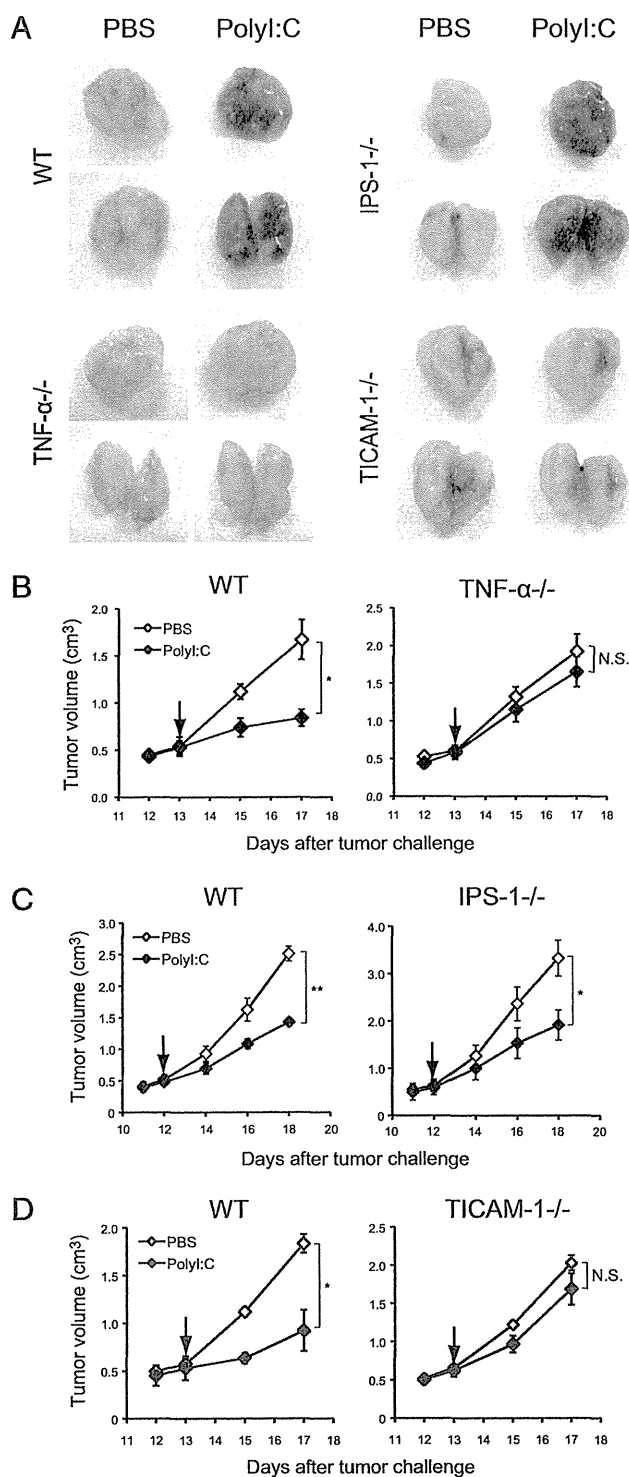 A
PBS PolyI:C PBS PolyI:C
WT
IPS-1-/-
TNF-α-/-
TICAM-1-/-
B
WT TNF-α-/-
Tumor volume (cm³)
2.0
1.5
1.0
0.5
0.0
PBS
PolyI:C
*
11 12 13 14 15 16 17 18
2.5
2.0
1.5
1.0
0.5
0.0
N.S.
11 12 13 14 15 16 17 18
Days after tumor challenge
C
WT IPS-1-/-
Tumor volume (cm³)
3.0
2.5
2.0
1.5
1.0
0.5
0.0
PBS
PolyI:C
**
10 12 14 16 18 20
4.0
3.0
2.0
1.0
0.0
*
10 12 14 16 18 20
Days after tumor challenge
D
WT TICAM-1-/-
Tumor volume (cm³)
2.0
1.5
1.0
0.5
0.0
PBS
PolyI:C
*
11 12 13 14 15 16 17 18
2.5
2.0
1.5
1.0
0.5
0.0
N.S.
11 12 13 14 15 16 17 18
Days after tumor challenge